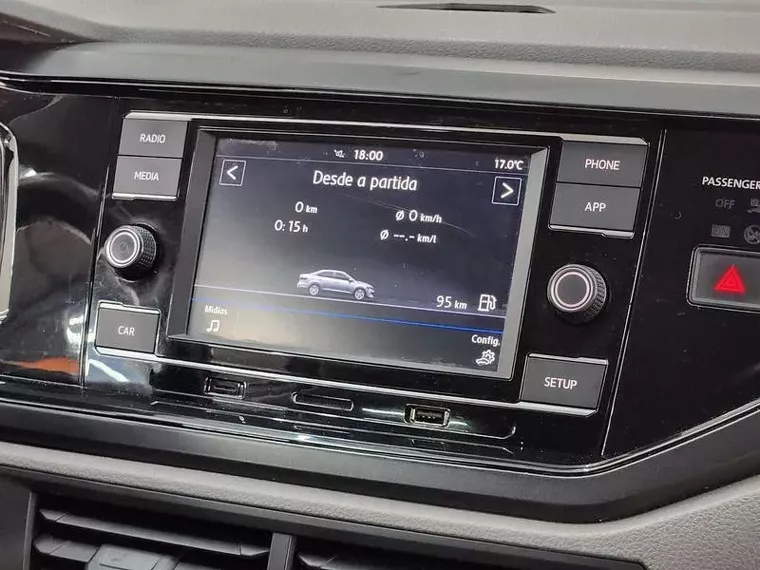 RADIO
MEDIA
CAR
18:00
17.0°C
<
Desde a partida
>
0 km
Ø 0 km/h
0:15 h
Ø --.- km/l
95 km
Mídias
Config.
PHONE
APP
SETUP
PASSENGER
OFF